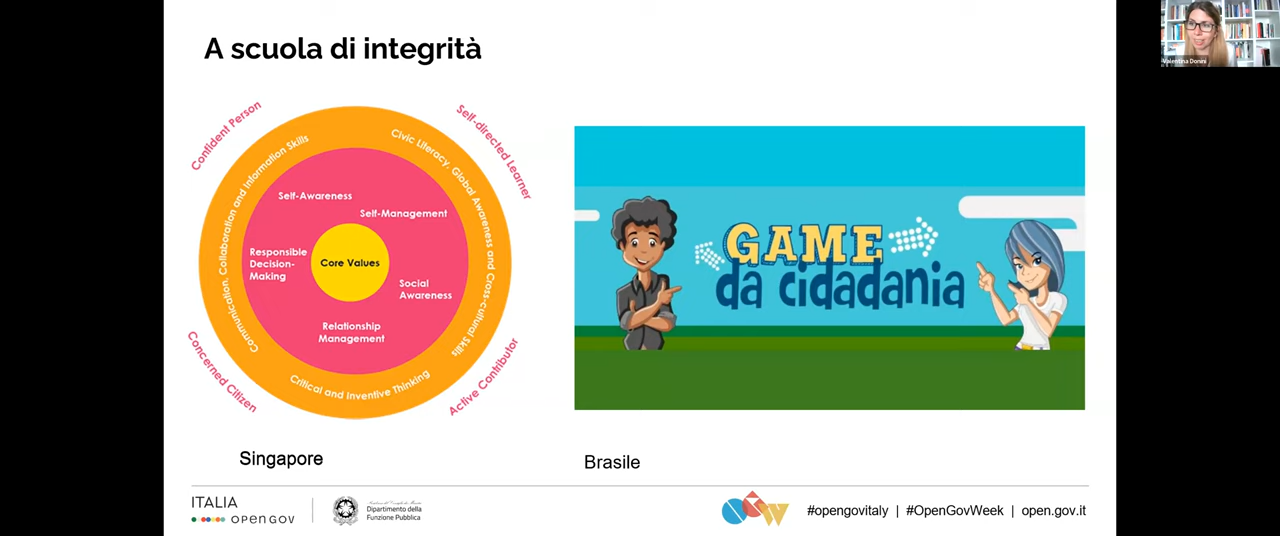 A scuola di integrità
Valentina Donini
Confident Person
Self-directed Learner
Communication, Collaboration and Information Skills
Civic Literacy, Global Awareness and Cross-cultural Skills
Self-Awareness
Self-Management
Responsible
Decision-
Making
Core Values
Social
Awareness
Relationship
Management
Critical and Inventive Thinking
Concerned Citizen
Active Contributor
GAME
da cidadania
Singapore
Brasile
ITALIA
OPEN GOV
Dipartimento della
Funzione Pubblica
#opengovitaly | #OpenGovWeek | open.gov.it